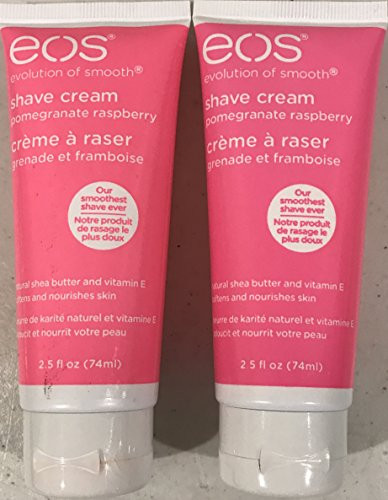 eos®
evolution of smooth®
shave cream
pomegranate raspberry
crème à raser
grenade et framboise
Our
smoothest
shave ever
Notre produit
de rasage le
plus doux
natural shea butter and vitamin E
softens and nourishes skin
beurre de karité naturel et vitamine E
adoucit et nourrit votre peau
2.5 fl oz (74ml)
eos®
evolution of smooth®
shave cream
pomegranate raspberry
crème à raser
grenade et framboise
Our
smoothest
shave ever
Notre produit
de rasage le
plus doux
natural shea butter and vitamin E
softens and nourishes skin
beurre de karité naturel et vitamine E
adoucit et nourrit votre peau
2.5 fl oz (74ml)